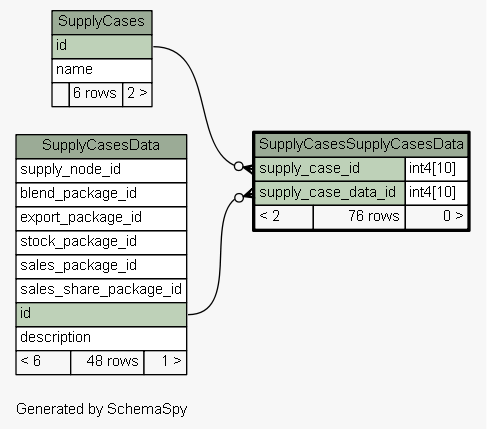 SupplyCases
id
name
6 rows 2 >
SupplyCasesData
supply_node_id
blend_package_id
export_package_id
stock_package_id
sales_package_id
sales_share_package_id
id
description
< 6 48 rows 1 >
SupplyCasesSupplyCasesData
supply_case_id int4[10]
supply_case_data_id int4[10]
< 2 76 rows 0 >
Generated by SchemaSpy